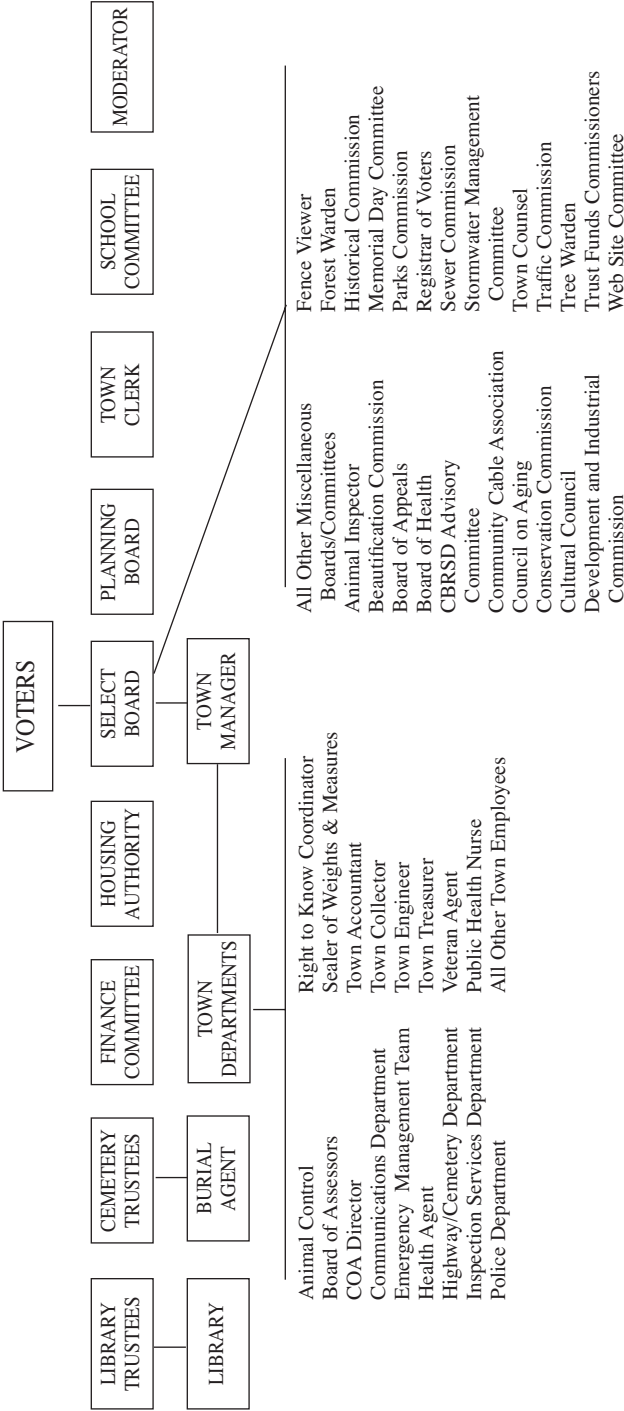 VOTERS
LIBRARY
TRUSTEES
CEMETERY
TRUSTEES
FINANCE
COMMITTEE
HOUSING
AUTHORITY
SELECT
BOARD
PLANNING
BOARD
TOWN
CLERK
SCHOOL
COMMITTEE
MODERATOR
LIBRARY
BURIAL
AGENT
TOWN
DEPARTMENTS
TOWN
MANAGER
Animal Control
Board of Assessors
COA Director
Communications Department
Emergency Management Team
Health Agent
Highway/Cemetery Department
Inspection Services Department
Police Department
Right to Know Coordinator
Sealer of Weights & Measures
Town Accountant
Town Collector
Town Engineer
Town Treasurer
Veteran Agent
Public Health Nurse
All Other Town Employees
All Other Miscellaneous
Boards/Committees
Animal Inspector
Beautification Commission
Board of Appeals
Board of Health
CBRSD Advisory
Committee
Community Cable Association
Council on Aging
Conservation Commission
Cultural Council
Development and Industrial
Commission
Fence Viewer
Forest Warden
Historical Commission
Memorial Day Committee
Parks Commission
Registrar of Voters
Sewer Commission
Stormwater Management
Committee
Town Counsel
Traffic Commission
Tree Warden
Trust Funds Commissioners
Web Site Committee